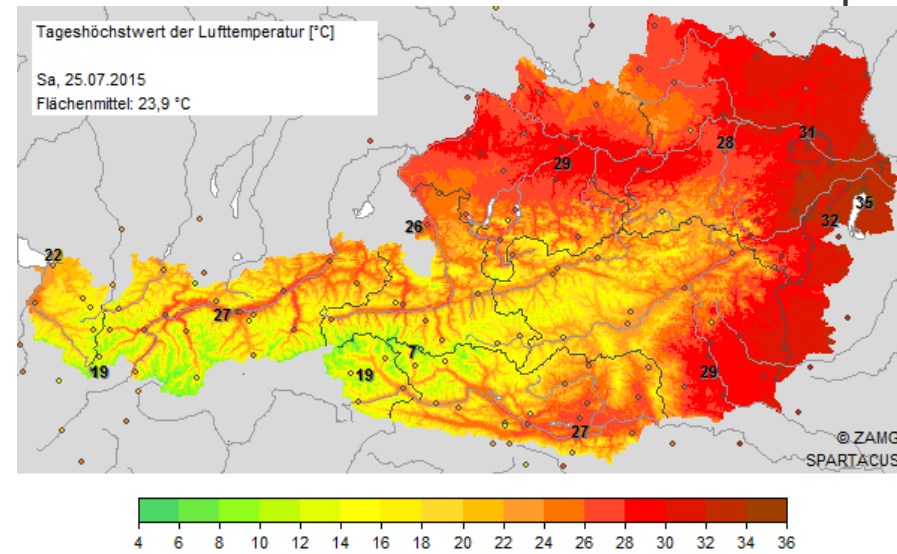 Tageshöchstwert der Lufttemperatur [°C]
Sa, 25.07.2015
Flächenmittel: 23,9 °C
31
28
29
35
32
26
22
27
7
19
19
29
27
© ZAMG
SPARTACUS
4 6 8 10 12 14 16 18 20 22 24 26 28 30 32 34 36